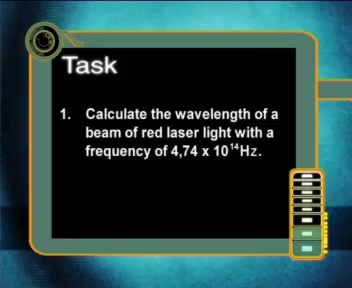 Task
1. Calculate the wavelength of a
beam of red laser light with a
frequency of 4,74 x 10¹⁴Hz.